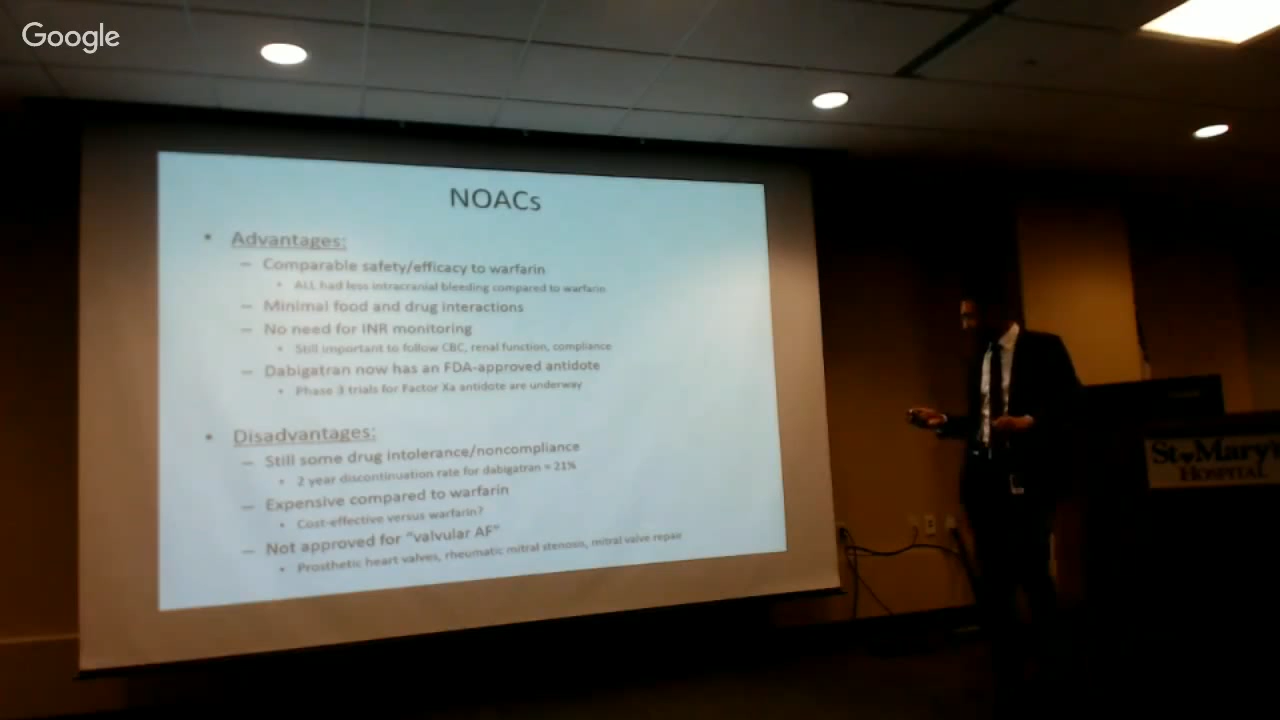 Google
NOACs
• Advantages:
– Comparable safety/efficacy to warfarin
• ALL had less intracranial bleeding compared to warfarin
– Minimal food and drug interactions
– No need for INR monitoring
• Still important to follow CBC, renal function, compliance
– Dabigatran now has an FDA-approved antidote
• Phase 3 trials for Factor Xa antidote are underway
• Disadvantages:
– Still some drug intolerance/noncompliance
• 2 year discontinuation rate for dabigatran = 21%
– Expensive compared to warfarin
• Cost-effective versus warfarin?
– Not approved for "valvular AF"
• Prosthetic heart valves, rheumatic mitral stenosis, mitral valve repair
St Mary's
HOSPITAL